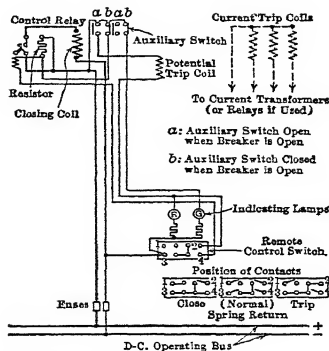 Control Relay
a b a b
Auxiliary Switch
Current Trip Coils
Potential
Trip Coil
Resistor
Closing Coil
To Current Transformers
(or Relays if Used)
a: Auxiliary Switch Open
when Breaker is Open
b: Auxiliary Switch Closed
when Breaker is Open
R G
Indicating Lamps
Remote
Control Switch
Position of Contacts
Close (Normal) Trip
Spring Return
Fuses
D-C. Operating Bus
+
−